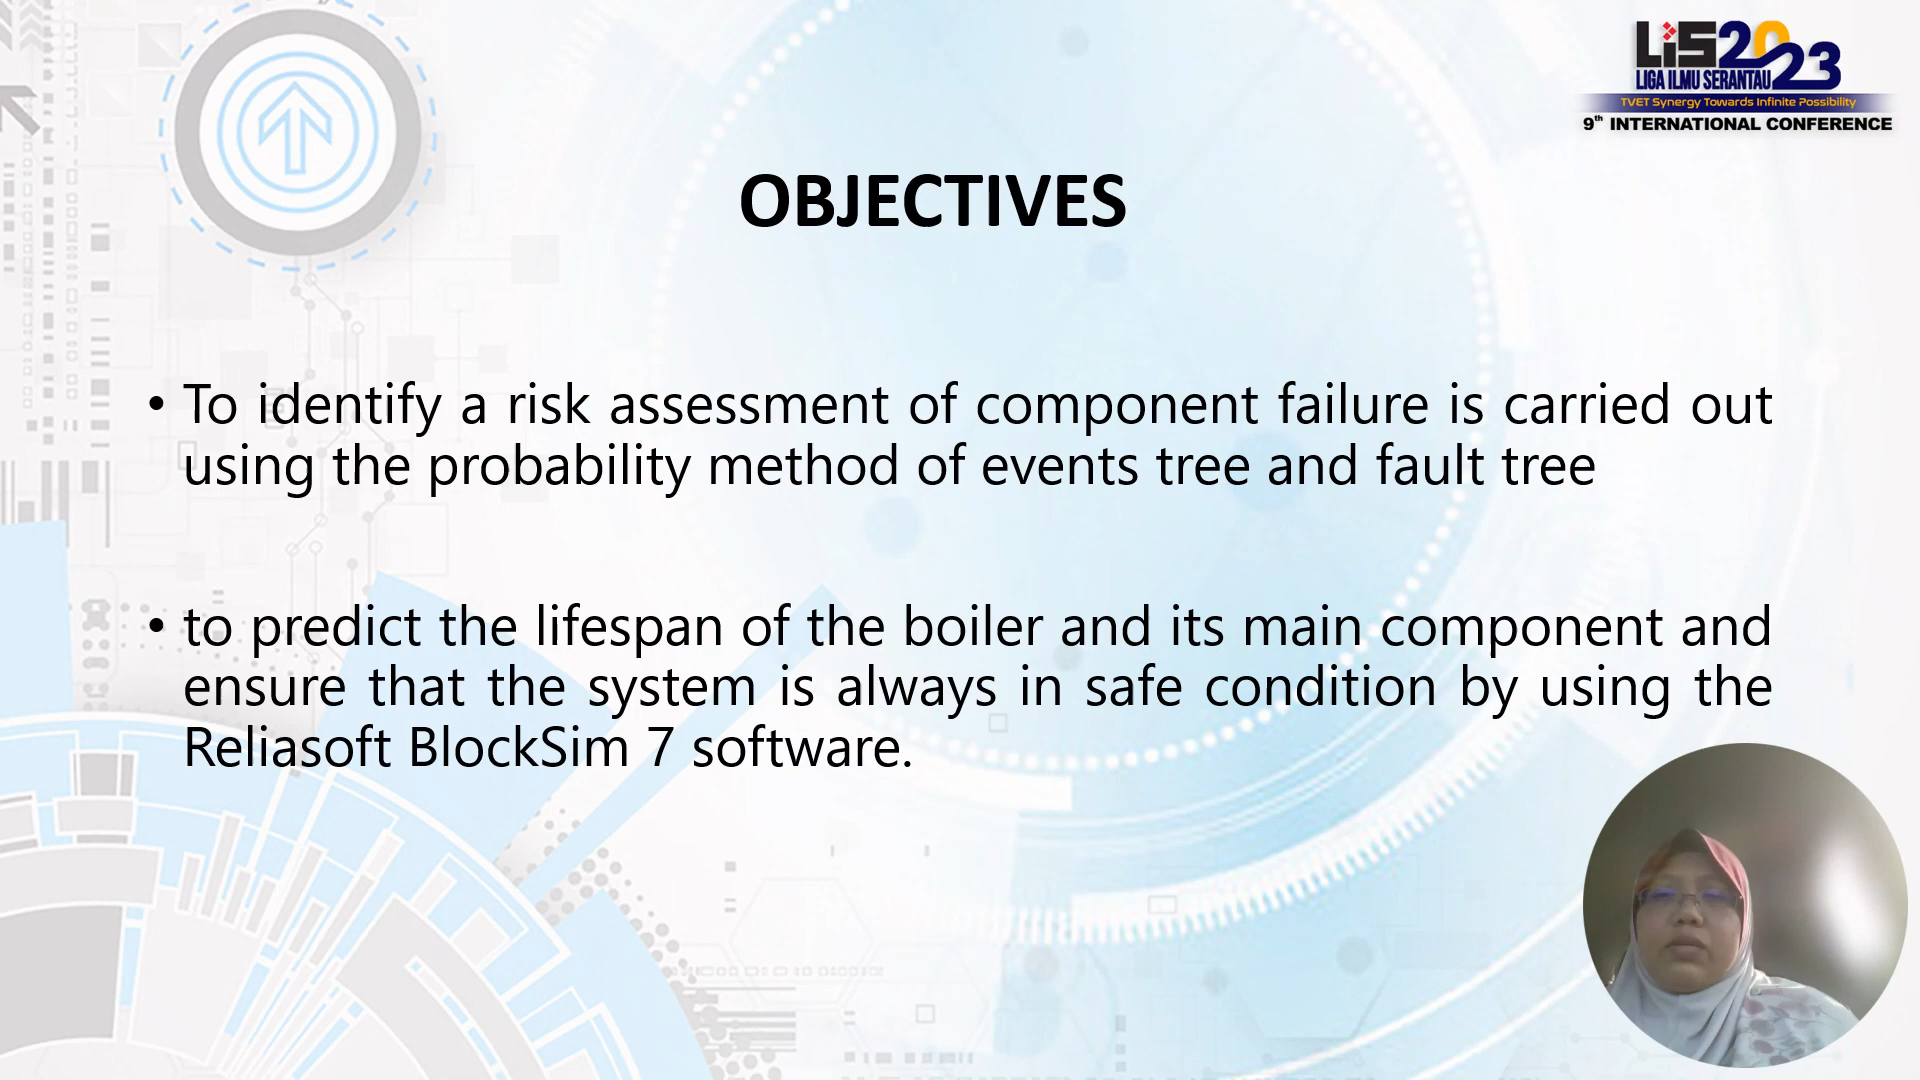 LiS2023
LIGA ILMU SERANTAU
TVET Synergy Towards Infinite Possibility
9th INTERNATIONAL CONFERENCE
OBJECTIVES
• To identify a risk assessment of component failure is carried out
using the probability method of events tree and fault tree
• to predict the lifespan of the boiler and its main component and
ensure that the system is always in safe condition by using the
Reliasoft BlockSim 7 software.